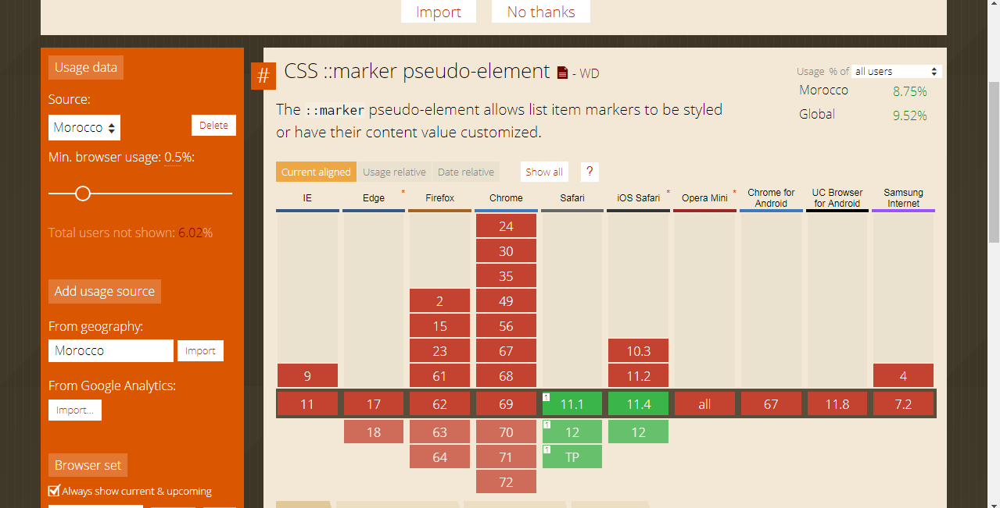 Import No thanks
Usage data
Source:
Morocco Delete
Min. browser usage: 0.5%:
Total users not shown: 6.02%
Add usage source
From geography:
Morocco Import
From Google Analytics:
Import...
Browser set
Always show current & upcoming
# CSS ::marker pseudo-element - WD
Usage % of all users
Morocco 8.75%
Global 9.52%
The ::marker pseudo-element allows list item markers to be styled
or have their content value customized.
Current aligned Usage relative Date relative Show all ?
IE Edge * Firefox Chrome Safari iOS Safari * Opera Mini * Chrome for Android UC Browser for Android Samsung Internet
24
30
35
2 49
15 56
23 67 10.3
9 61 68 11.2 4
11 17 62 69 1 11.1 11.4 all 67 11.8 7.2
18 63 70 1 12 12
64 71 1 TP
72